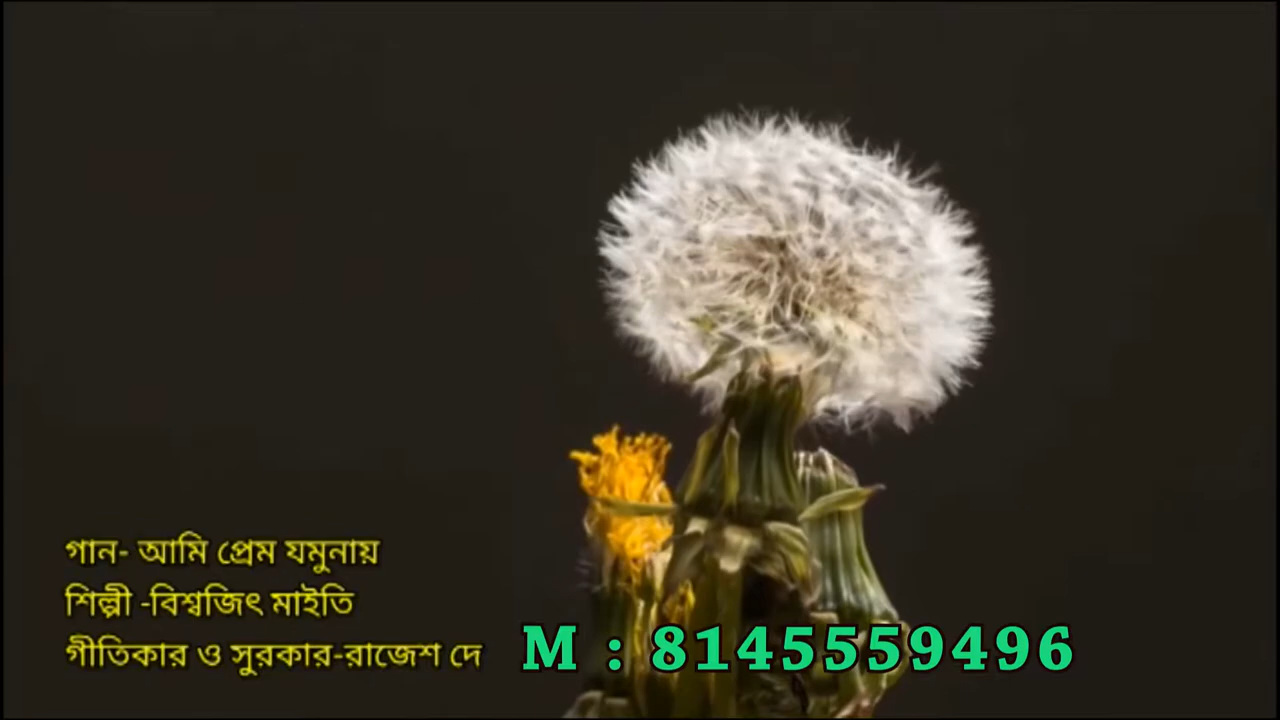 গান- আমি প্রেম যমুনায়
শিল্পী -বিশ্বজিৎ মাইতি
গীতিকার ও সুরকার-রাজেশ দে
M : 8145559496